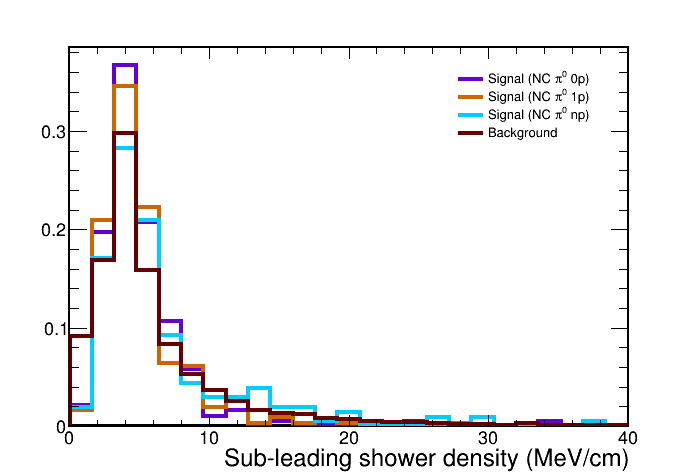 Signal (NC π⁰ 0p)
Signal (NC π⁰ 1p)
Signal (NC π⁰ np)
Background
0.3
0.2
0.1
0
0 10 20 30 40
Sub-leading shower density (MeV/cm)